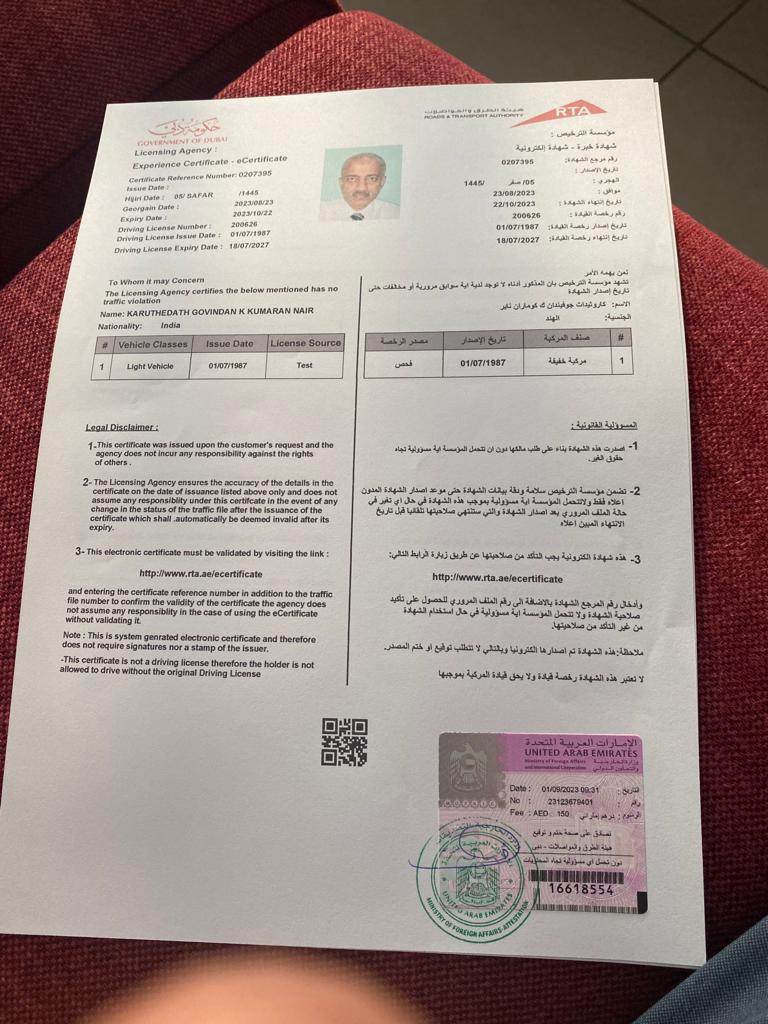 حكومة دبي
GOVERNMENT OF DUBAI
هيئة الطرق والمواصلات
ROADS & TRANSPORT AUTHORITY
RTA
Licensing Agency :
Experience Certificate - eCertificate
Certificate Reference Number: 0207395
Issue Date :
Hijiri Date : 05/ SAFAR /1445
Georgain Date : 2023/08/23
Expiry Date : 2023/10/22
Driving License Number : 200626
Driving License Issue Date : 01/07/1987
Driving License Expiry Date : 18/07/2027
مؤسسة الترخيص :
شهادة خبرة - شهادة إلكترونية
رقم مرجع الشهادة: 0207395
تاريخ الإصدار :
الهجري : 05/ صفر /1445
موافق : 23/08/2023
تاريخ إنتهاء الشهادة : 22/10/2023
رقم رخصة القيادة : 200626
تاريخ إصدار رخصة القيادة: 01/07/1987
تاريخ إنتهاء رخصة القيادة: 18/07/2027
To Whom it may Concern
The Licensing Agency certifies the below mentioned has no
traffic violation
Name: KARUTHEDATH GOVINDAN K KUMARAN NAIR
Nationality: India
# Vehicle Classes Issue Date License Source
1 Light Vehicle 01/07/1987 Test
لمن يهمه الأمر
تشهد مؤسسة الترخيص بان المذكور أدناه لا توجد لدية اية سوابق مرورية أو مخالفات حتى
تاريخ إصدار الشهادة
الاسم: كاروثيدات جوفيندان ك كوماران ناير
الجنسية: الهند
# صنف المركبة تاريخ الإصدار مصدر الرخصة
1 مركبة خفيفة 01/07/1987 فحص
Legal Disclaimer :
1-This certificate was issued upon the customer's request and the
agency does not incur any responsibility against the rights
of others .
2- The Licensing Agency ensures the accuracy of the details in the
certificate on the date of issuance listed above only and does not
assume any responsiblity under this certifcate in the event of any
change in the status of the traffic file after the issuance of the
certificate which shall .automatically be deemed invalid after its
expiry.
3- This electronic certificate must be validated by visiting the link :
http://www.rta.ae/ecertificate
and entering the certificate reference number in addition to the traffic
file number to confirm the validity of the certificate the agency does
not assume any responsiblity in the case of using the eCertificate
without validating it.
Note : This is system genrated electronic certificate and therefore
does not require signatures nor a stamp of the issuer.
-This certificate is not a driving license therefore the holder is not
allowed to drive without the original Driving License
المسوولية القانونية :
1- اصدرت هذه الشهادة بناء على طلب مالكها دون ان تتحمل المؤسسة اية مسؤولية تجاه
حقوق الغير.
2- تضمن مؤسسة الترخيص سلامة ودقة بيانات الشهادة حتى موعد اصدار الشهادة المدون
اعلاه فقط ولاتتحمل المؤسسة اية مسؤولية بموجب هذه الشهادة في حال اي تغير في
حالة الملف المروري بعد اصدار الشهادة والتي ستنتهي صلاحيتها تلقائيا قبل تاريخ
الانتهاء المبين اعلاه
3- هذه شهادة الكترونية يجب التأكد من صلاحيتها عن طريق زيارة الرابط التالي:
http://www.rta.ae/ecertificate
وأدخال رقم المرجع الشهادة بالاضافة الى رقم الملف المروري للحصول على تأكيد
صلاحية الشهادة ولا تتحمل المؤسسة اية مسؤولية في حال استخدام الشهادة
من غير التأكد من صلاحيتها.
ملاحظة:هذه الشهادة تم اصدارها الكترونيا وبالتالي لا تتطلب توقيع او ختم المصدر.
لا تعتبر هذه الشهادة رخصة قيادة ولا يحق قيادة المركبة بموجبها
الإمارات العربية المتحدة
UNITED ARAB EMIRATES
Ministry of Foreign Affairs
and International Cooperation
وزارة الخارجية
والتعاون الدولي
MOFAIC
Date : 01/09/2023 09:31 التاريخ :
No : 23123679401 رقم :
Fee : AED 150 درهم إماراتي الرسوم :
نصادق على صحة ختم و توقيع
هيئة الطرق والمواصلات - دبي
دون تحمل أي مسؤولية تجاه المحتويات
16618554
UNITED ARAB EMIRATES
MINISTRY OF FOREIGN AFFAIRS-ATTESTATION